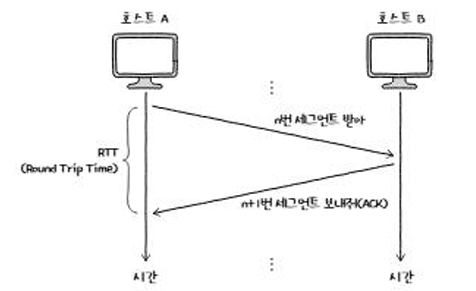 호스트 A
호스트 B
n번 세그먼트 받아
RTT
(Round Trip Time)
n+1번 세그먼트 보내줘(ACK)
시간
시간